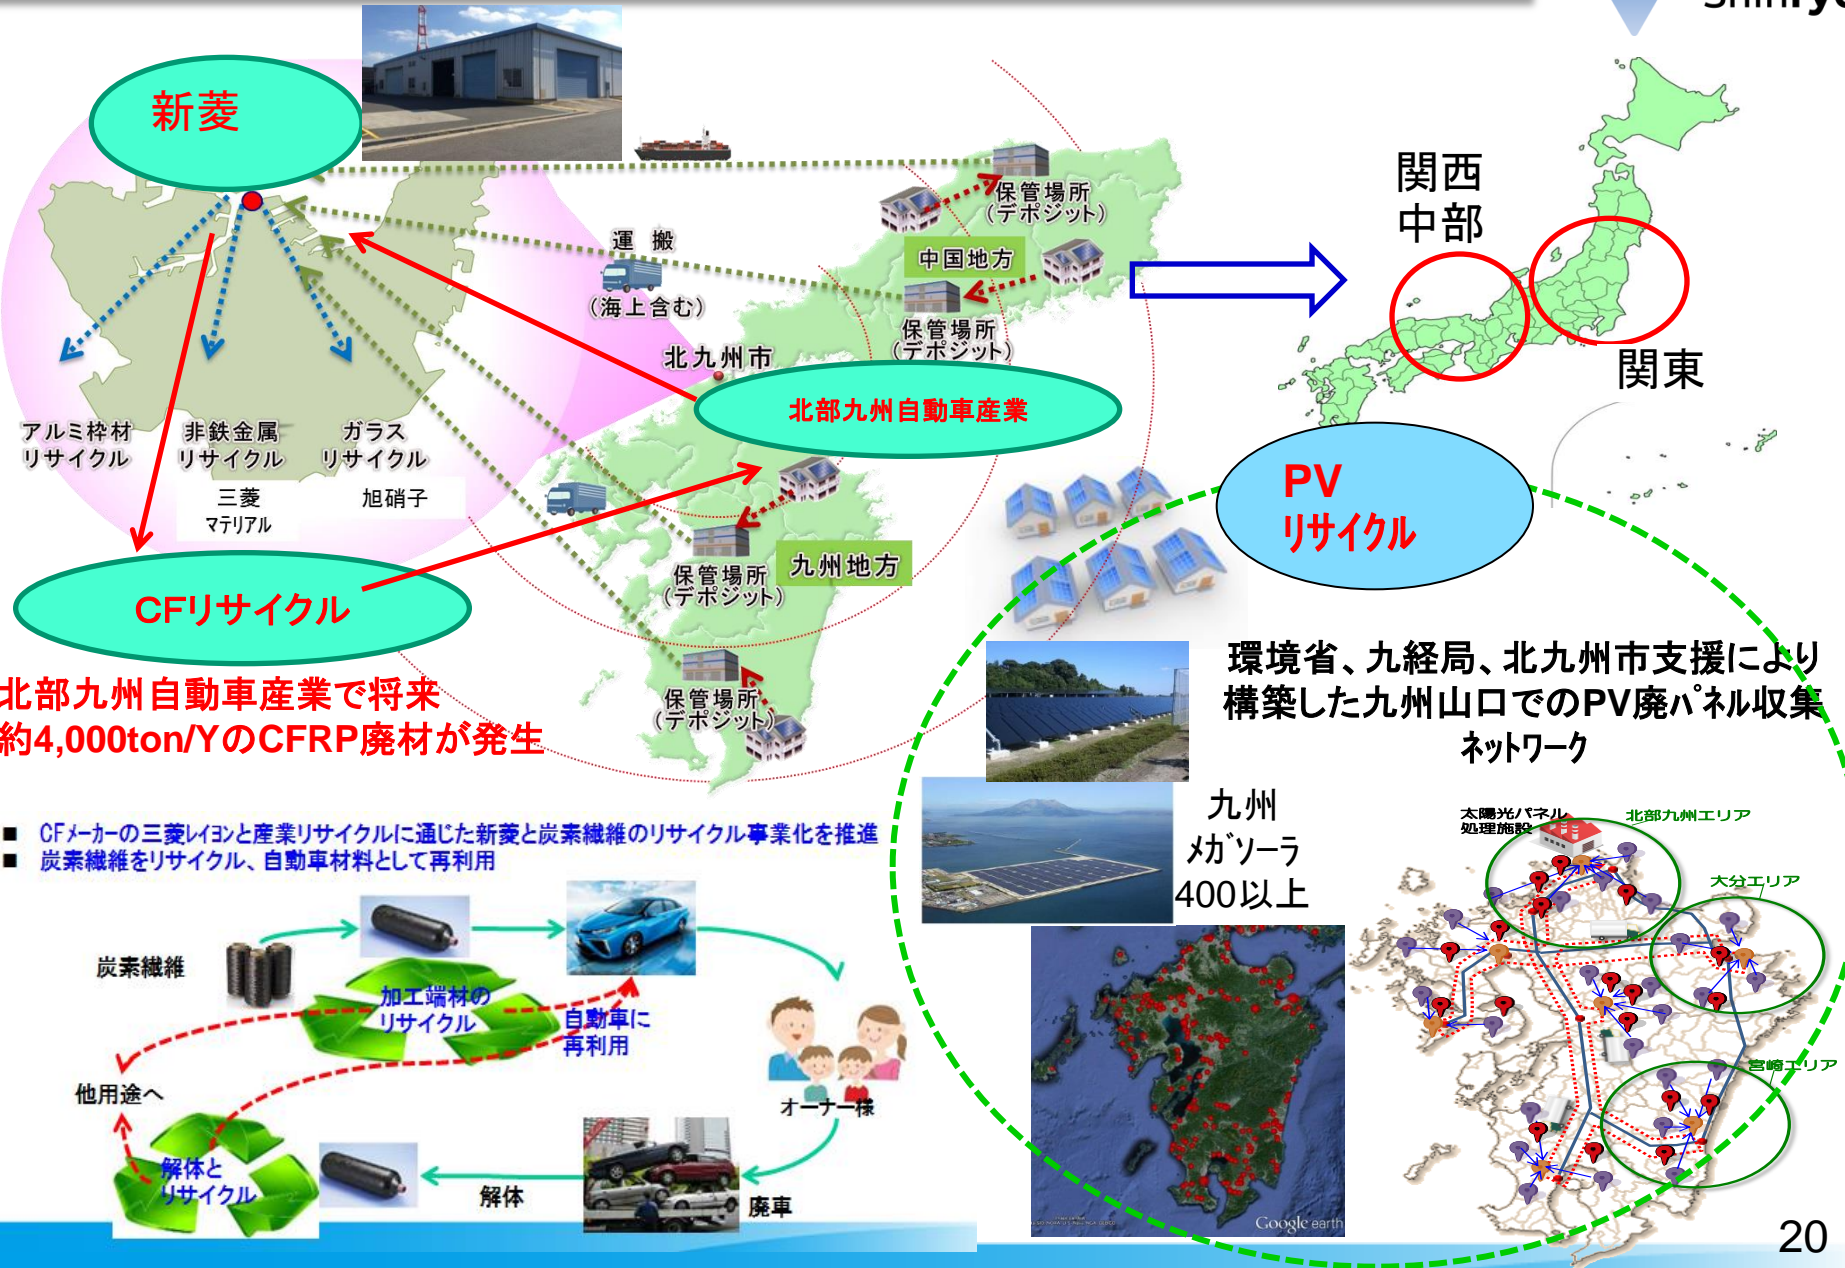 新菱
関西
中部
関東
保管場所
(デポジット)
中国地方
運 搬
(海上含む)
保管場所
(デポジット)
北九州市
北部九州自動車産業
アルミ枠材
リサイクル
非鉄金属
リサイクル
ガラス
リサイクル
三菱
マテリアル
旭硝子
保管場所
(デポジット)
九州地方
CFリサイクル
保管場所
(デポジット)
北部九州自動車産業で将来
約4,000ton/YのCFRP廃材が発生
PV
リサイクル
環境省、九経局、北九州市支援により
構築した九州山口でのPV廃パネル収集
ネットワーク
九州
メガソーラ
400以上
■ CFメーカーの三菱レイヨンと産業リサイクルに通じた新菱と炭素繊維のリサイクル事業化を推進
■ 炭素繊維をリサイクル、自動車材料として再利用
炭素繊維
加工端材の
リサイクル
自動車に
再利用
他用途へ
オーナー様
解体と
リサイクル
解体
廃車
Google earth
太陽光パネル
処理施設
北部九州エリア
大分エリア
宮崎エリア
20